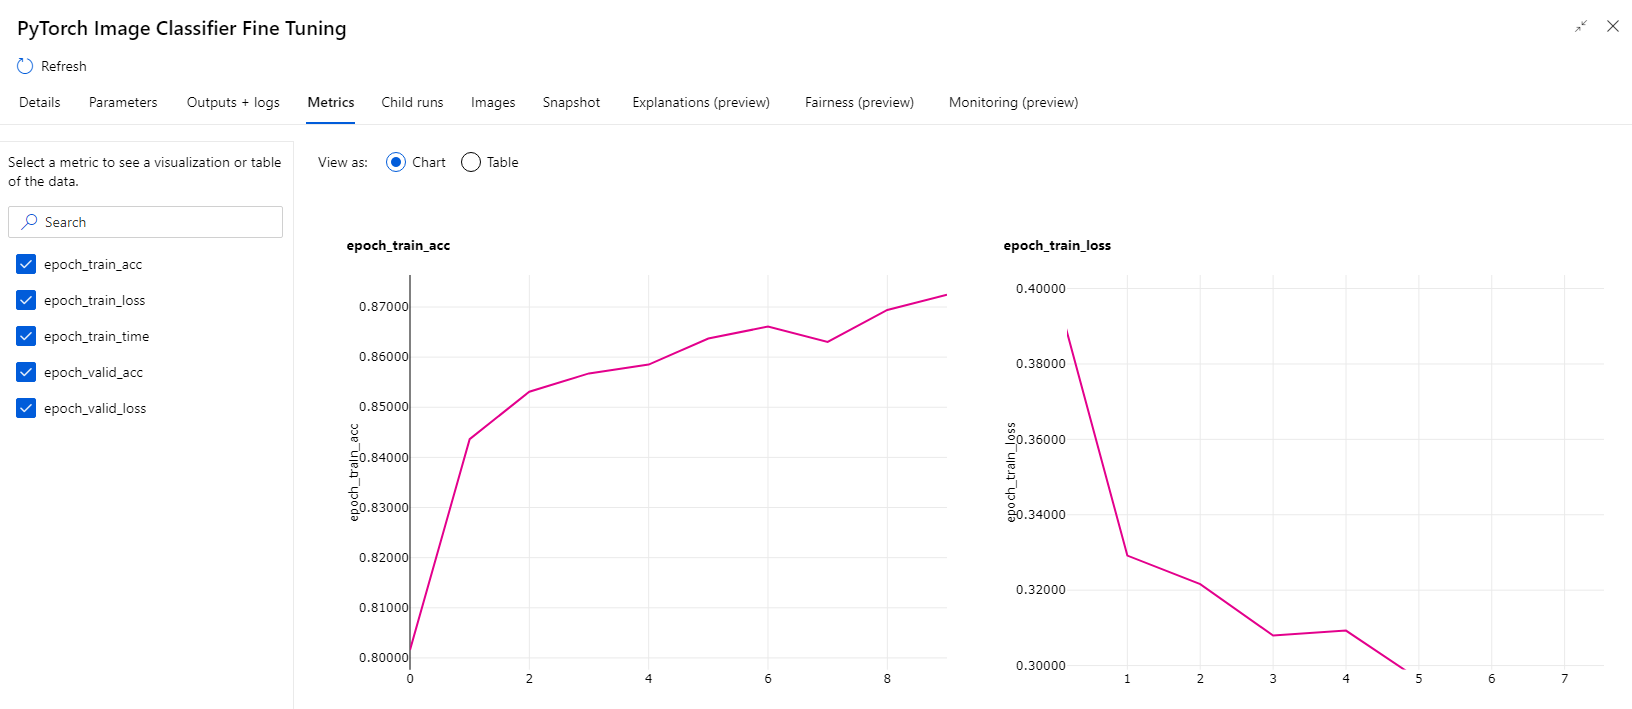 PyTorch Image Classifier Fine Tuning
Refresh
Details Parameters Outputs + logs Metrics Child runs Images Snapshot Explanations (preview) Fairness (preview) Monitoring (preview)
Select a metric to see a visualization or table
of the data.
Search
epoch_train_acc
epoch_train_loss
epoch_train_time
epoch_valid_acc
epoch_valid_loss
View as: Chart Table
epoch_train_acc
epoch_train_acc
0.87000
0.86000
0.85000
0.84000
0.83000
0.82000
0.81000
0.80000
0 2 4 6 8
epoch_train_loss
epoch_train_loss
0.40000
0.38000
0.36000
0.34000
0.32000
0.30000
1 2 3 4 5 6 7